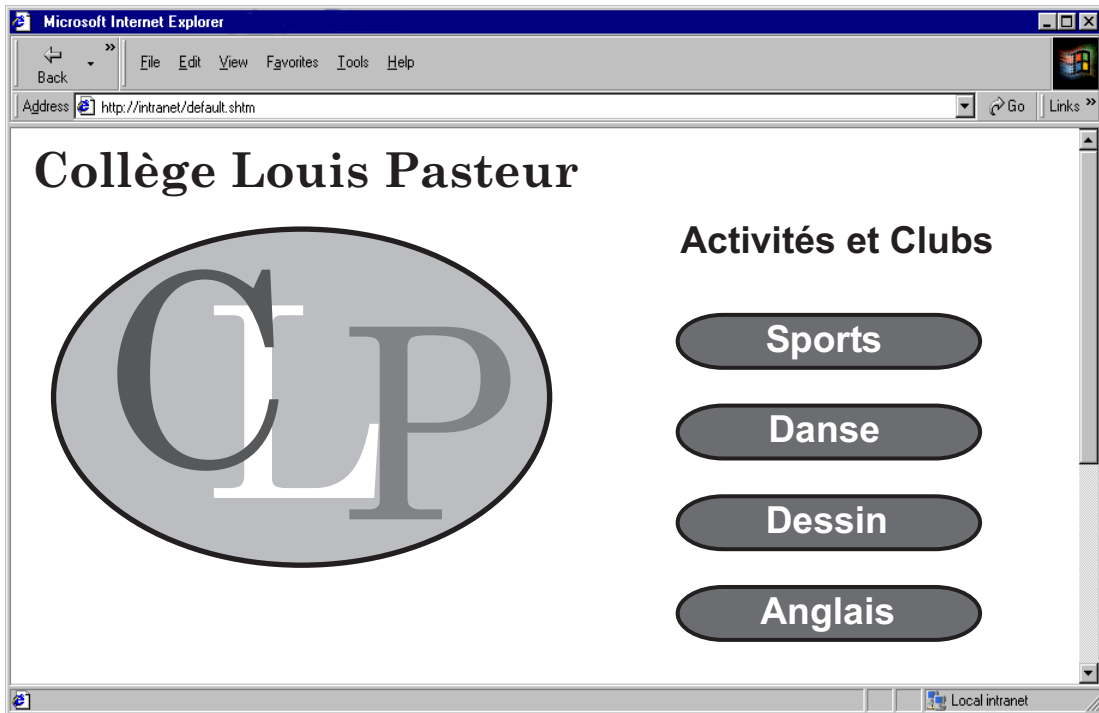 Microsoft Internet Explorer
Back » File Edit View Favorites Tools Help
Address http://intranet/default.shtm Go Links »
Collège Louis Pasteur
CLP
Activités et Clubs
Sports
Danse
Dessin
Anglais
Local intranet